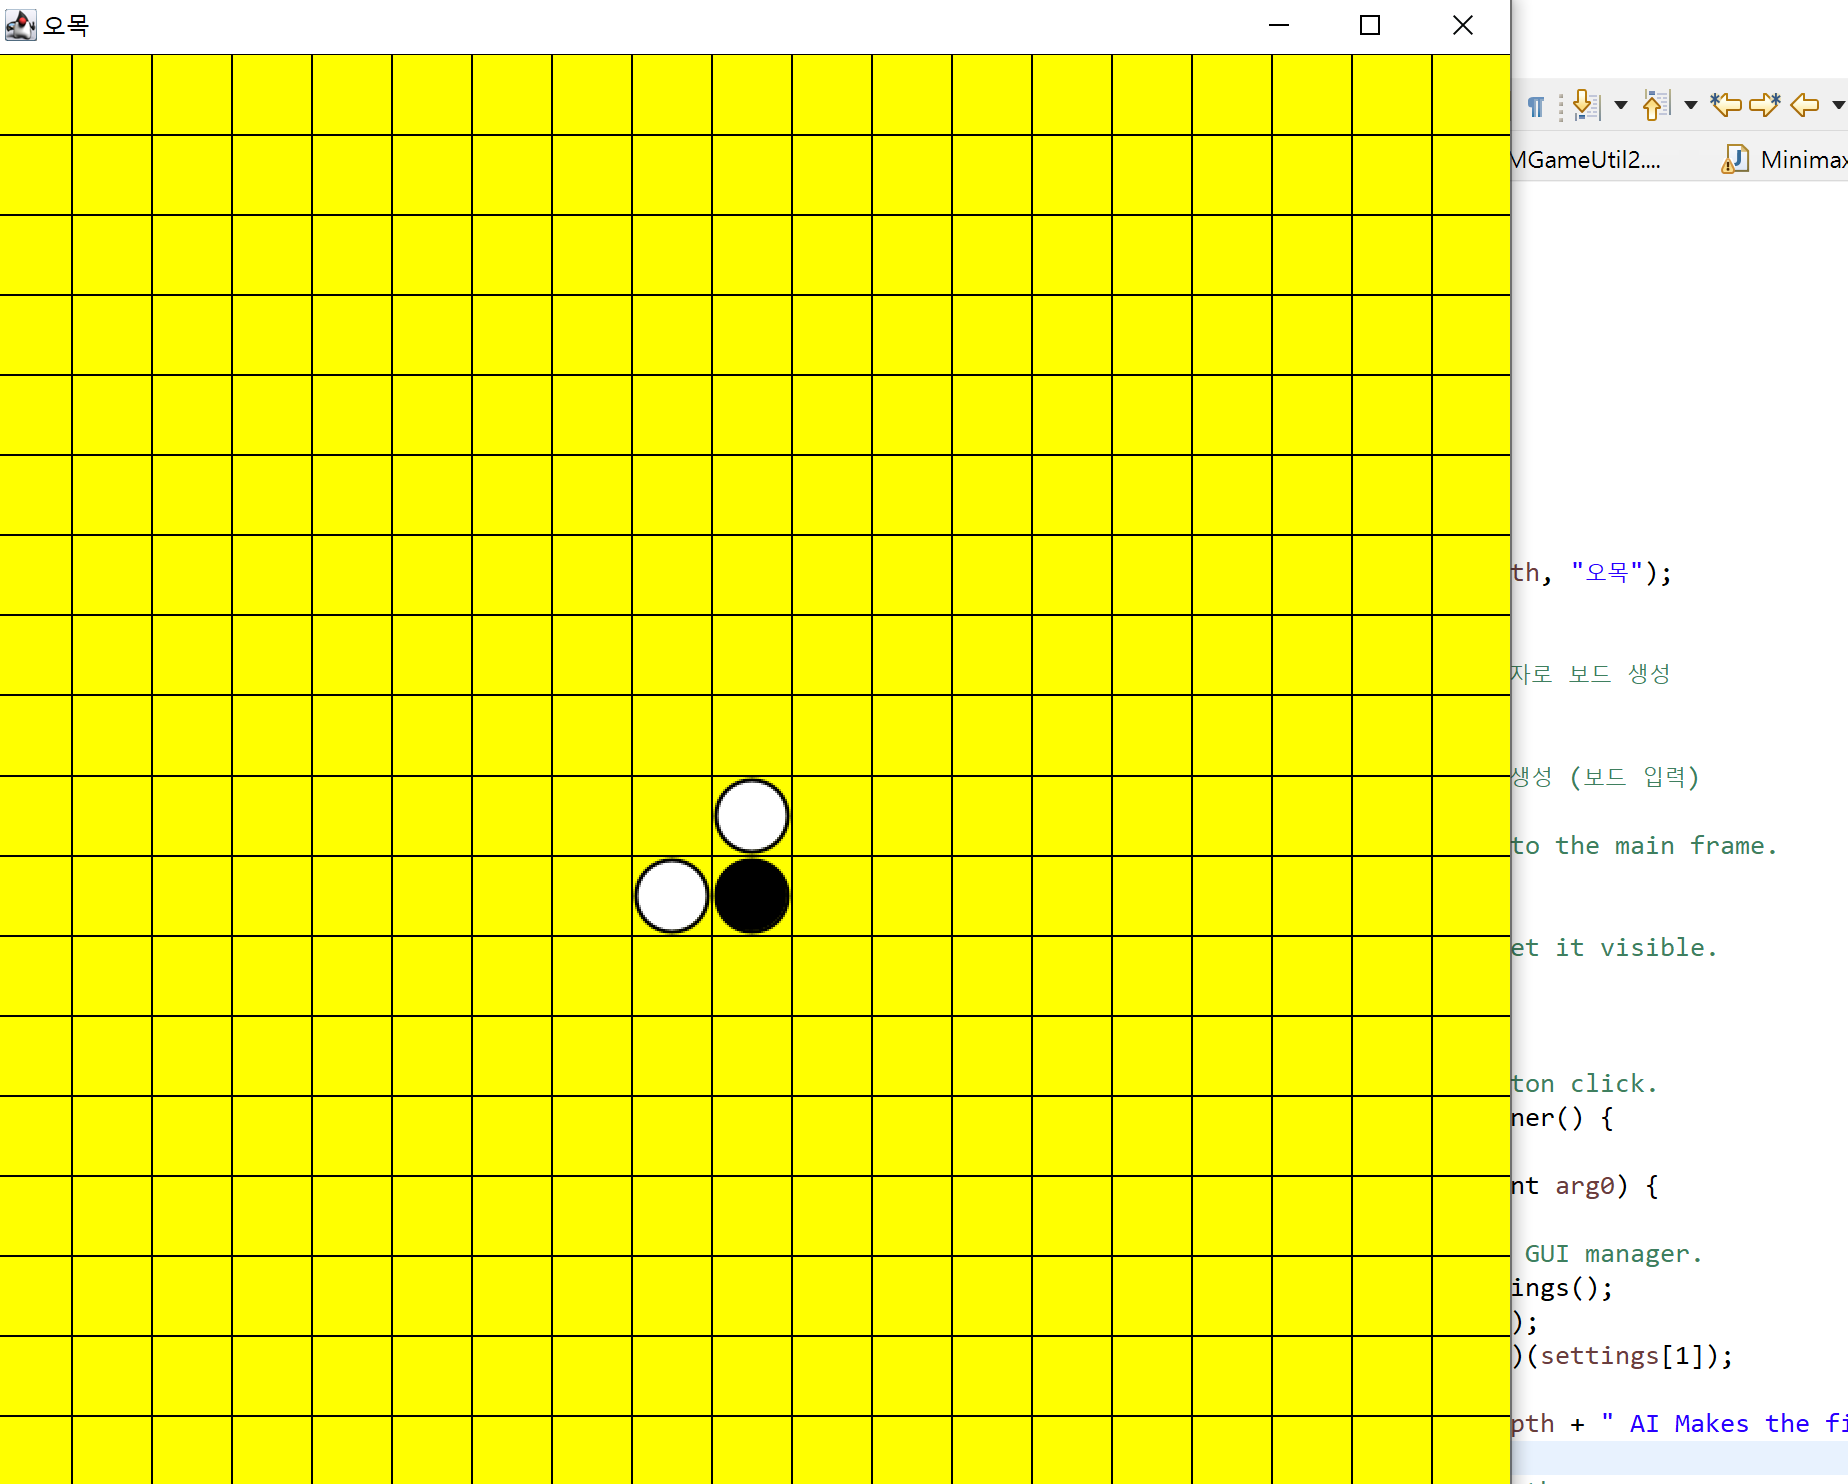 오목
MGameUtil2....
Minimax
th, "오목");
자로 보드 생성
생성 (보드 입력)
to the main frame.
et it visible.
ton click.
ner() {
nt arg0) {
GUI manager.
ings();
);
)(settings[1]);
pth + " AI Makes the fi